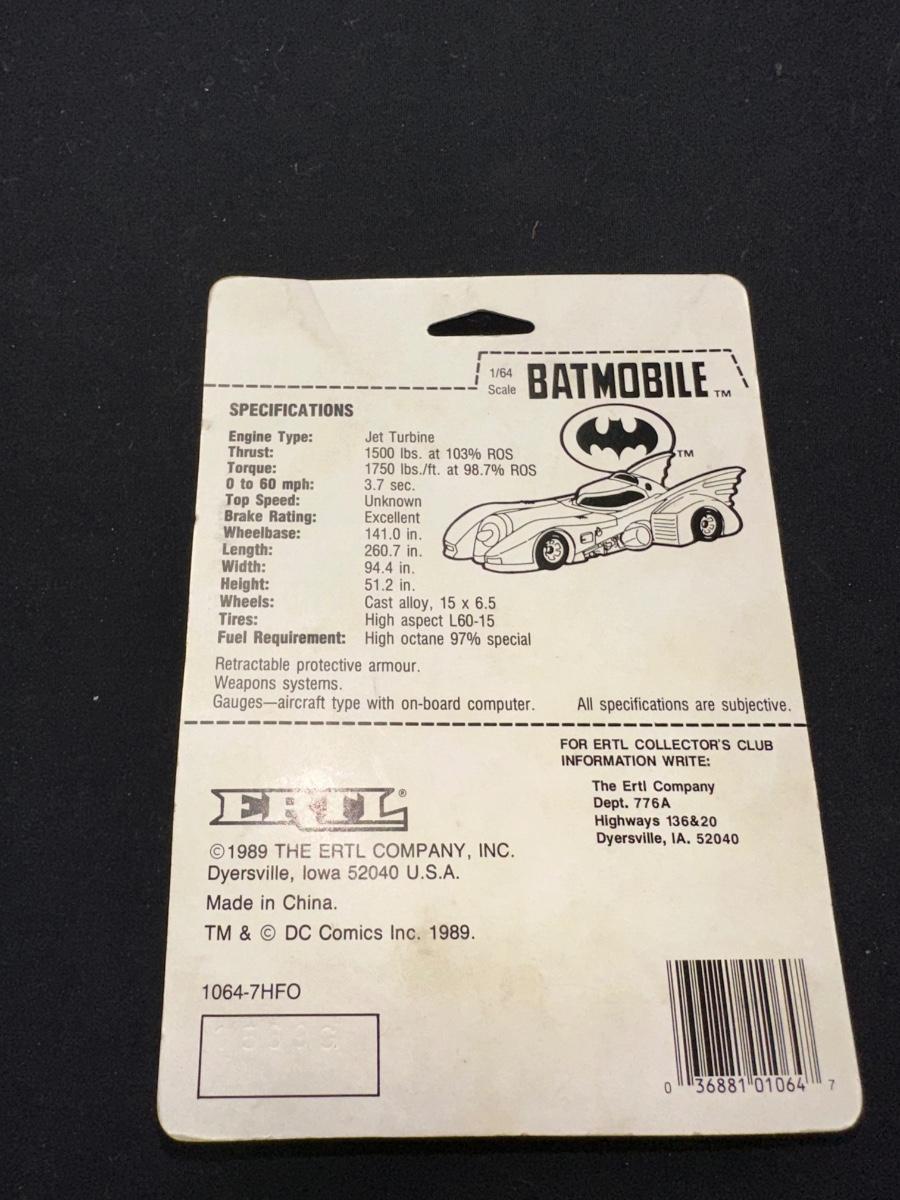 1/64
Scale
BATMOBILE ™
™
SPECIFICATIONS
Engine Type: Jet Turbine
Thrust: 1500 lbs. at 103% ROS
Torque: 1750 lbs./ft. at 98.7% ROS
0 to 60 mph: 3.7 sec.
Top Speed: Unknown
Brake Rating: Excellent
Wheelbase: 141.0 in.
Length: 260.7 in.
Width: 94.4 in.
Height: 51.2 in.
Wheels: Cast alloy, 15 x 6.5
Tires: High aspect L60-15
Fuel Requirement: High octane 97% special
Retractable protective armour.
Weapons systems.
Gauges—aircraft type with on-board computer.
All specifications are subjective.
FOR ERTL COLLECTOR'S CLUB
INFORMATION WRITE:
The Ertl Company
Dept. 776A
Highways 136&20
Dyersville, IA. 52040
ERTL®
©1989 THE ERTL COMPANY, INC.
Dyersville, Iowa 52040 U.S.A.
Made in China.
TM & © DC Comics Inc. 1989.
1064-7HFO
0 36881 01064 7